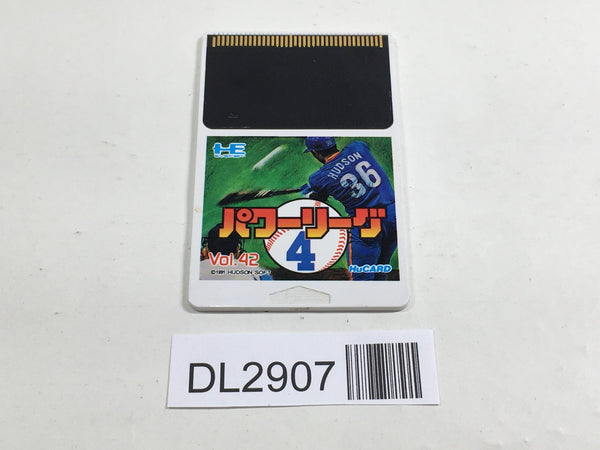 HE
HUDSON
36
パワーリーグ
4
Vol.42
©1991 HUDSON SOFT
HuCARD
DL2907